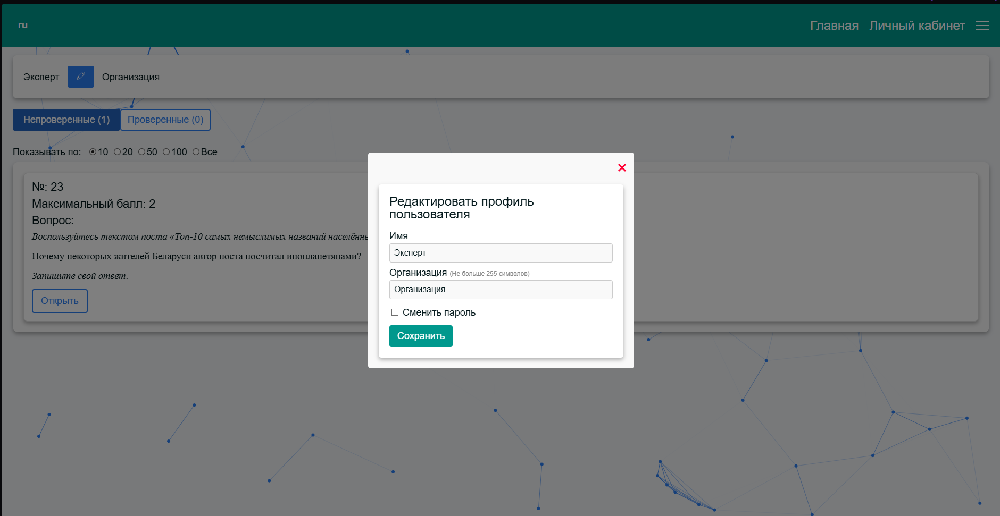 ru
Главная Личный кабинет
Эксперт Организация
Непроверенные (1) Проверенные (0)
Показывать по: 10 20 50 100 Все
№: 23
Максимальный балл: 2
Вопрос:
Воспользуйтесь текстом поста «Топ-10 самых немыслимых названий
Почему некоторых жителей Беларуси автор поста посчитал инопланетянами?
Запишите свой ответ.
Открыть
Редактировать профиль
пользователя
Имя
Эксперт
Организация (Не больше 255 символов)
Организация
Сменить пароль
Сохранить